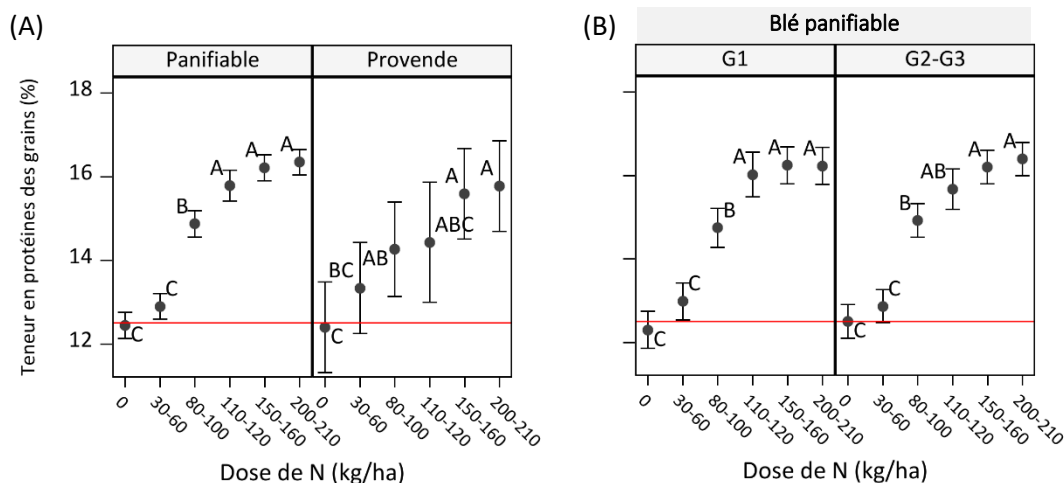 (A)
Panifiable
Provende
Teneur en protéines des grains (%)
18
16
14
12
C
C
B
A
A
A
C
BC
AB
ABC
A
A
0
30-60
80-100
110-120
150-160
200-210
0
30-60
80-100
110-120
150-160
200-210
Dose de N (kg/ha)
(B)
Blé panifiable
G1
G2-G3
C
C
B
A
A
A
C
C
B
AB
A
A
0
30-60
80-100
110-120
150-160
200-210
0
30-60
80-100
110-120
150-160
200-210
Dose de N (kg/ha)